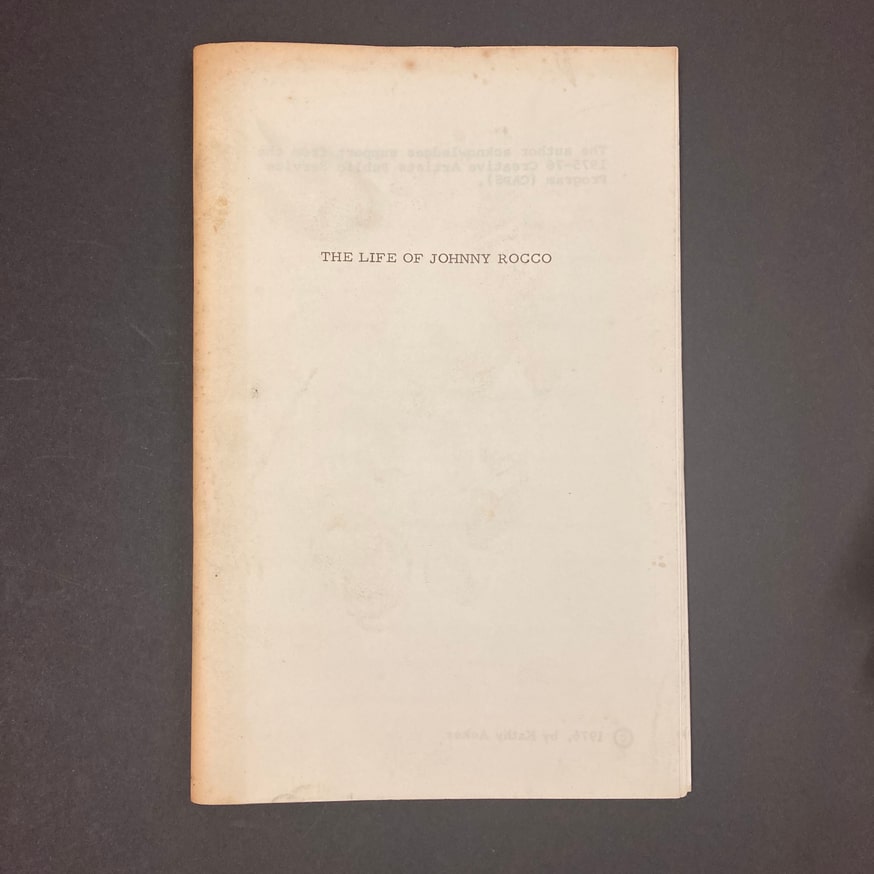 The author acknowledges support from the
1975-76 Creative Artists Public Service
Program (CAPS).
THE LIFE OF JOHNNY ROCCO
© 1976, by Kathy Acker